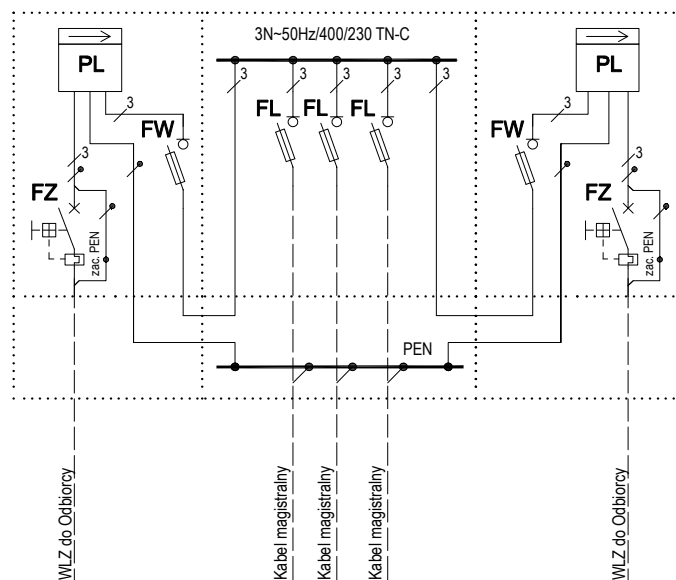 3N~50Hz/400/230 TN-C
PL
PL
3
3
3
3
3
3
3
FW
FL
FL
FL
FW
3
3
FZ
FZ
zac. PEN
zac. PEN
PEN
WLZ do Odbiorcy
Kabel magistralny
Kabel magistralny
Kabel magistralny
WLZ do Odbiorcy